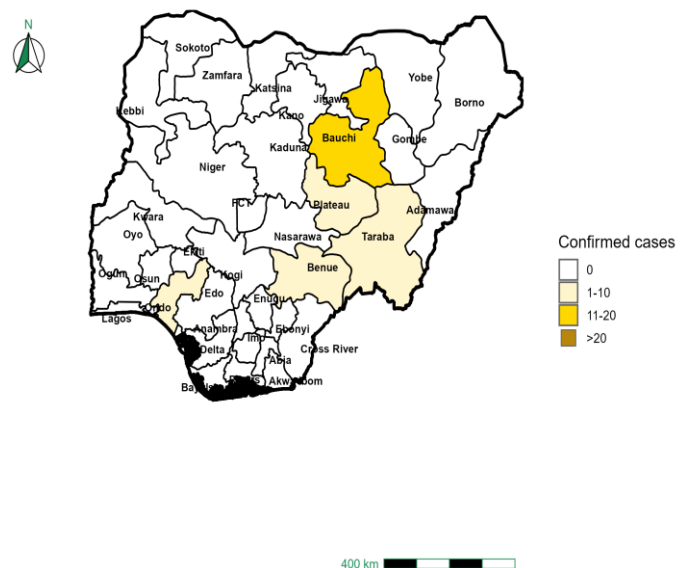 N
Sokoto
Zamfara
Katsina
Yobe
Jigawa
Borno
Kebbi
Kano
Bauchi
Gombe
Kaduna
Niger
FCT
Plateau
Adamawa
Kwara
Oyo
Nasarawa
Taraba
Ekiti
Ogun
Osun
Kogi
Benue
Edo
Enugu
Ondo
Lagos
Anambra
Ebonyi
Imo
Delta
Cross River
Abia
Akwa Ibom
Confirmed cases
0
1-10
11-20
>20
400 km